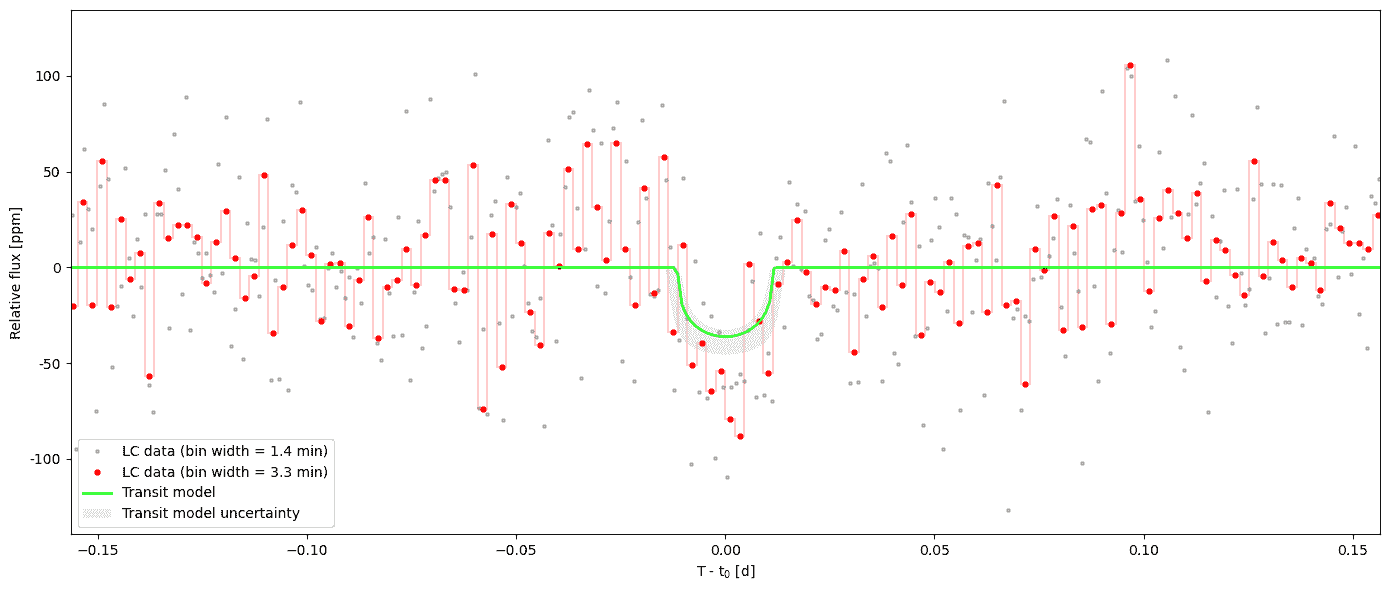 Relative flux [ppm]
100
50
0
-50
-100
LC data (bin width = 1.4 min)
LC data (bin width = 3.3 min)
Transit model
Transit model uncertainty
−0.15 −0.10 −0.05 0.00 0.05 0.10 0.15
T - t₀ [d]